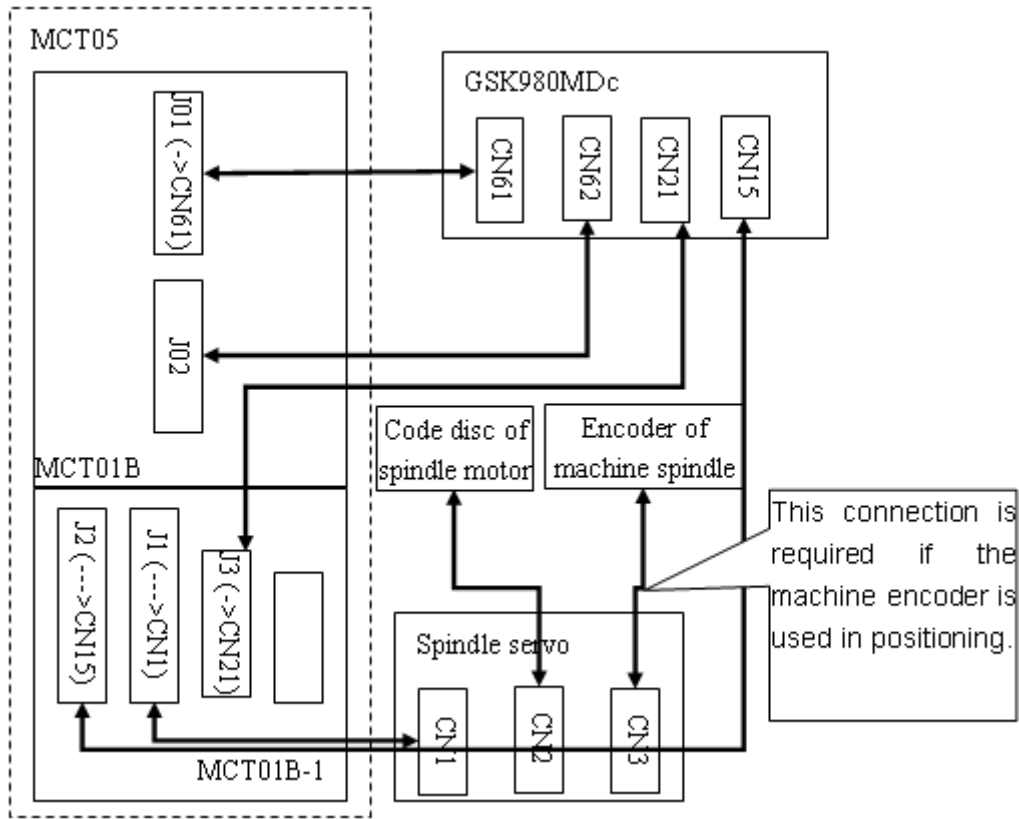 MCT05
J01 (->CN61)
J02
MCT01B
J2 (--->CN15)
J1 (--->CN1)
J3 (->CN21)
MCT01B-1
GSK980MDc
CN61
CN62
CN21
CN15
Code disc of
spindle motor
Encoder of
machine spindle
This connection is
required if the
machine encoder is
used in positioning.
Spindle servo
CN1
CN2
CN3